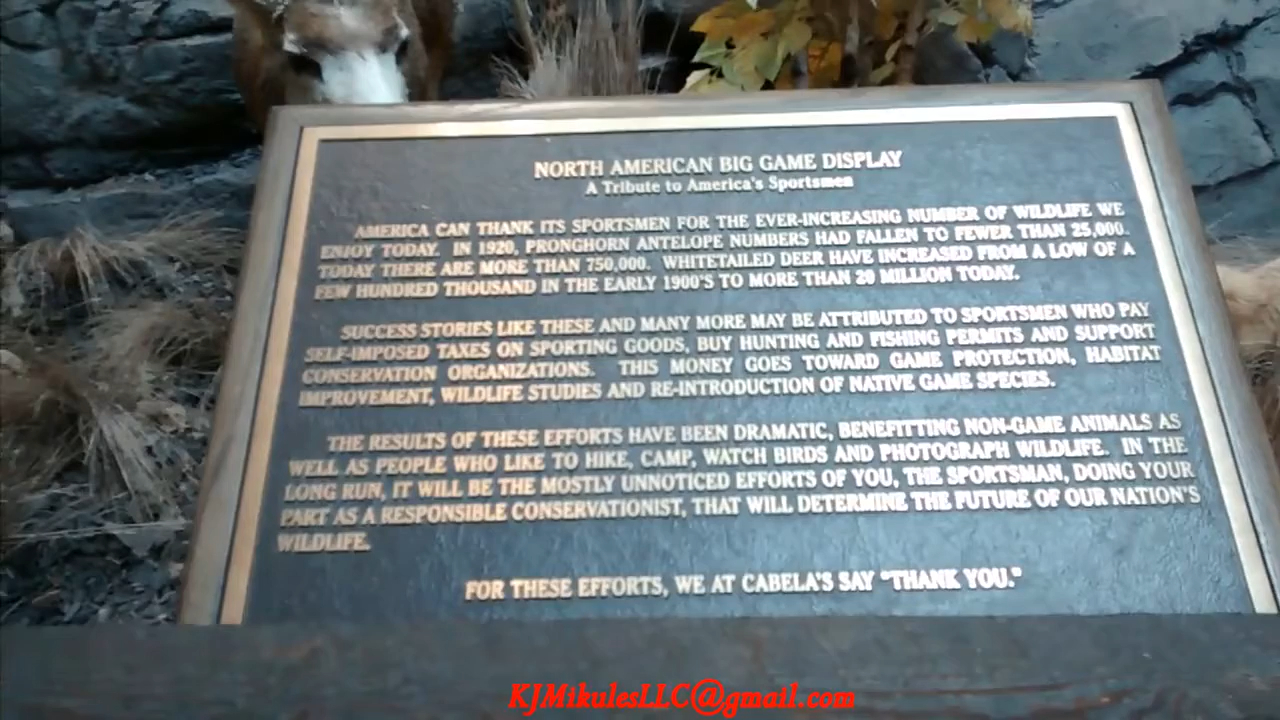 NORTH AMERICAN BIG GAME DISPLAY
A Tribute to America's Sportsmen
AMERICA CAN THANK ITS SPORTSMEN FOR THE EVER-INCREASING NUMBER OF WILDLIFE WE
ENJOY TODAY. IN 1920, PRONGHORN ANTELOPE NUMBERS HAD FALLEN TO FEWER THAN 25,000.
TODAY THERE ARE MORE THAN 750,000. WHITETAILED DEER HAVE INCREASED FROM A LOW OF A
FEW HUNDRED THOUSAND IN THE EARLY 1900'S TO MORE THAN 20 MILLION TODAY.
SUCCESS STORIES LIKE THESE AND MANY MORE MAY BE ATTRIBUTED TO SPORTSMEN WHO PAY
SELF-IMPOSED TAXES ON SPORTING GOODS, BUY HUNTING AND FISHING PERMITS AND SUPPORT
CONSERVATION ORGANIZATIONS. THIS MONEY GOES TOWARD GAME PROTECTION, HABITAT
IMPROVEMENT, WILDLIFE STUDIES AND RE-INTRODUCTION OF NATIVE GAME SPECIES.
THE RESULTS OF THESE EFFORTS HAVE BEEN DRAMATIC, BENEFITTING NON-GAME ANIMALS AS
WELL AS PEOPLE WHO LIKE TO HIKE, CAMP, WATCH BIRDS AND PHOTOGRAPH WILDLIFE. IN THE
LONG RUN, IT WILL BE THE MOSTLY UNNOTICED EFFORTS OF YOU, THE SPORTSMAN, DOING YOUR
PART AS A RESPONSIBLE CONSERVATIONIST, THAT WILL DETERMINE THE FUTURE OF OUR NATION'S
WILDLIFE.
FOR THESE EFFORTS, WE AT CABELA'S SAY "THANK YOU."
KJMikulesLLC@gmail.com